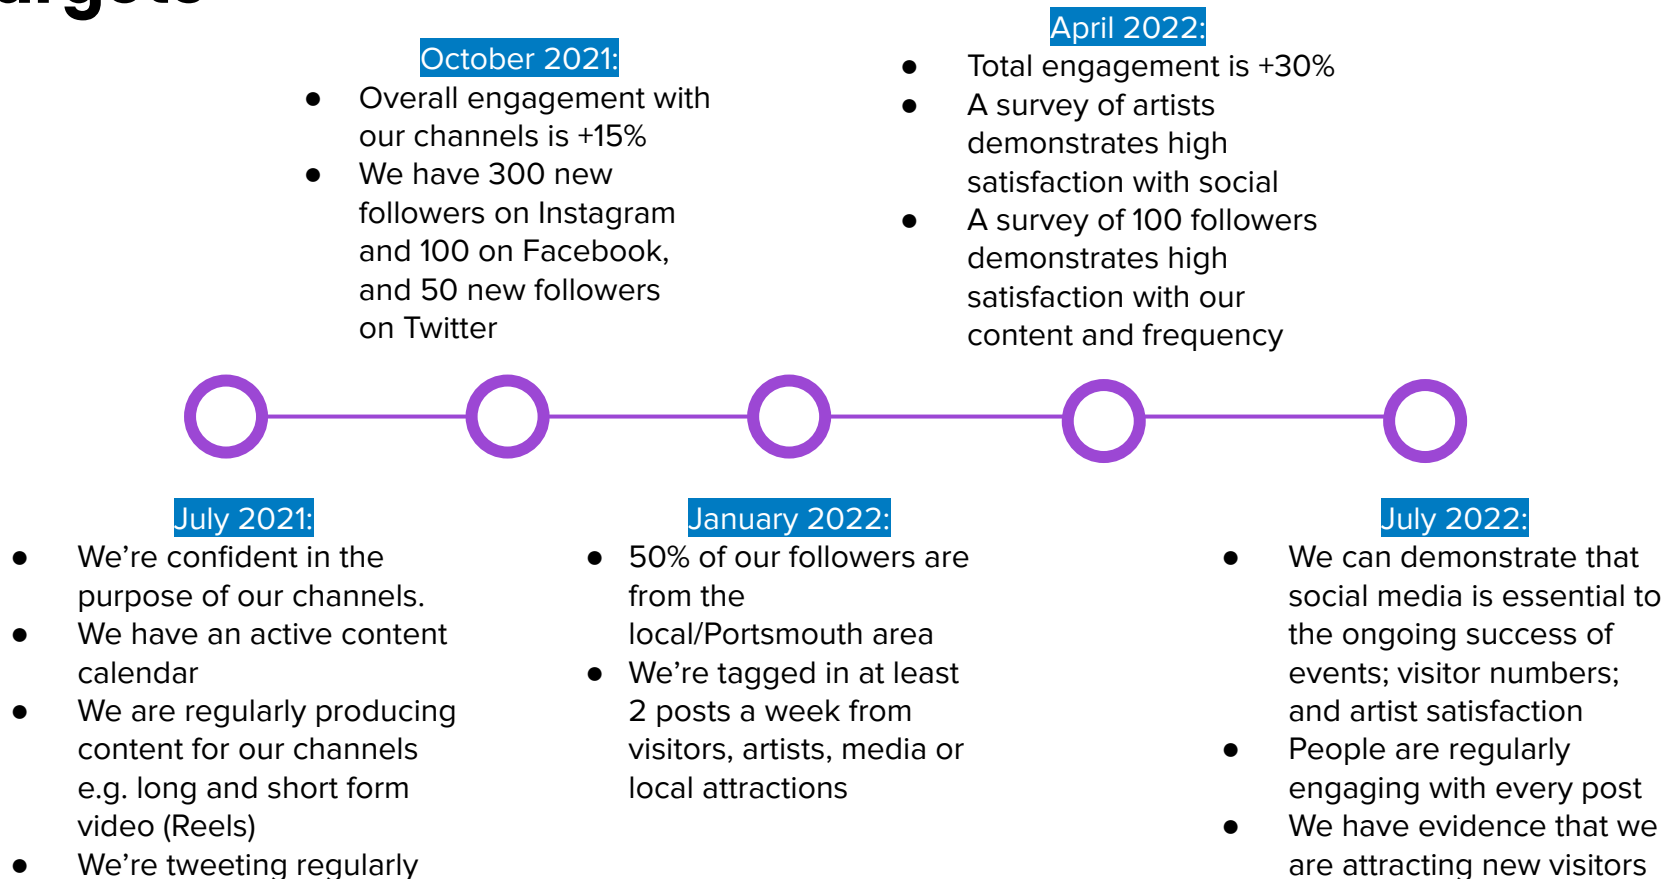 October 2021:
● Overall engagement with
our channels is +15%
● We have 300 new
followers on Instagram
and 100 on Facebook,
and 50 new followers
on Twitter
April 2022:
● Total engagement is +30%
● A survey of artists
demonstrates high
satisfaction with social
● A survey of 100 followers
demonstrates high
satisfaction with our
content and frequency
July 2021:
● We’re confident in the
purpose of our channels.
● We have an active content
calendar
● We are regularly producing
content for our channels
e.g. long and short form
video (Reels)
● We’re tweeting regularly
January 2022:
● 50% of our followers are
from the
local/Portsmouth area
● We’re tagged in at least
2 posts a week from
visitors, artists, media or
local attractions
July 2022:
● We can demonstrate that
social media is essential to
the ongoing success of
events; visitor numbers;
and artist satisfaction
● People are regularly
engaging with every post
● We have evidence that we
are attracting new visitors